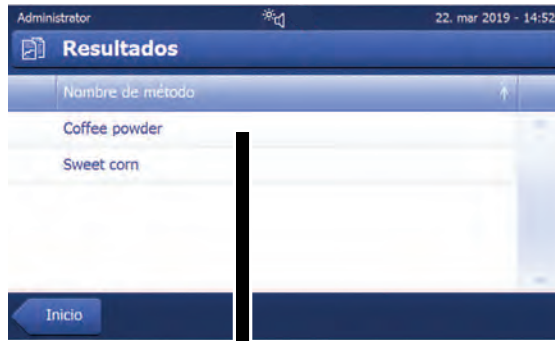 Administrator 22. mar 2019 - 14:52
Resultados
Nombre de método
Coffee powder
Sweet corn
Inicio